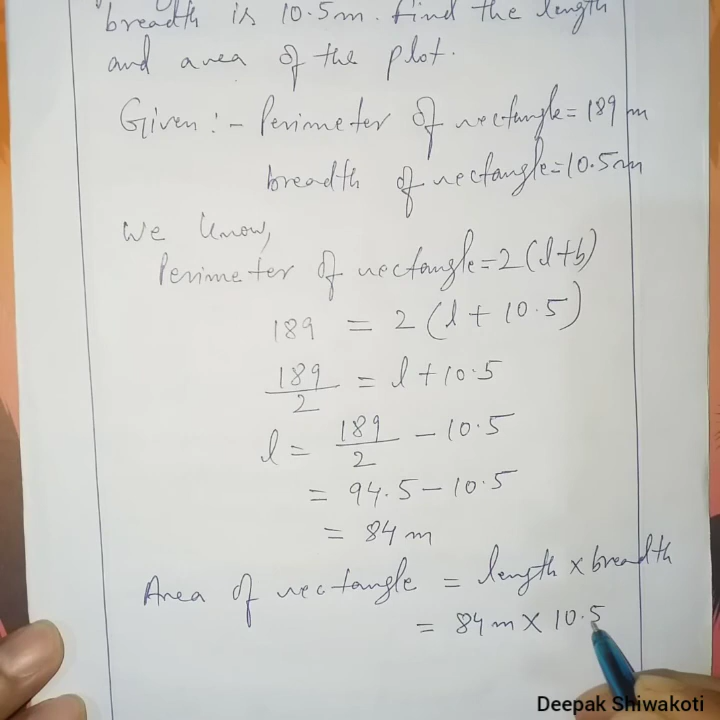 breadth is 10.5m. Find the length
and area of the plot.
Given :- Perimeter of rectangle = 189 m
breadth of rectangle = 10.5m
We know,
Perimeter of rectangle = 2(l+b)
189 = 2(l + 10.5)
189/2 = l + 10.5
l = 189/2 - 10.5
= 94.5 - 10.5
= 84 m
Area of rectangle = length x breadth
= 84 m x 10.5
Deepak Shiwakoti